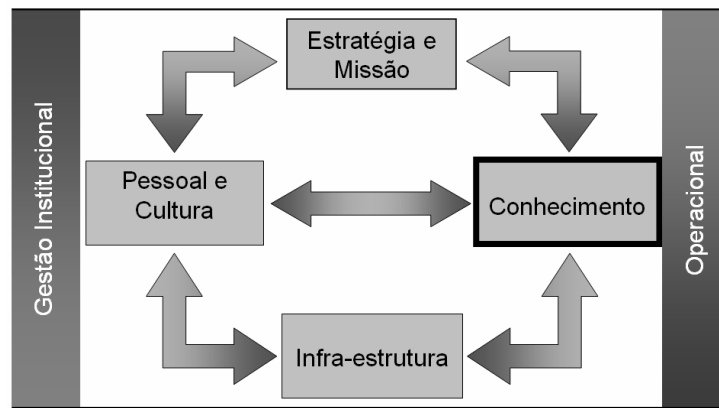 Estratégia e
Missão
Gestão Institucional
Pessoal e
Cultura
Conhecimento
Operacional
Infra-estrutura